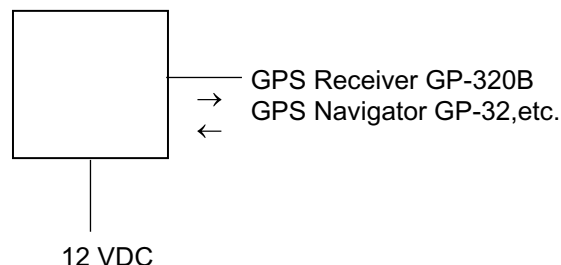 GPS Receiver GP-320B
→
GPS Navigator GP-32,etc.
←
12 VDC